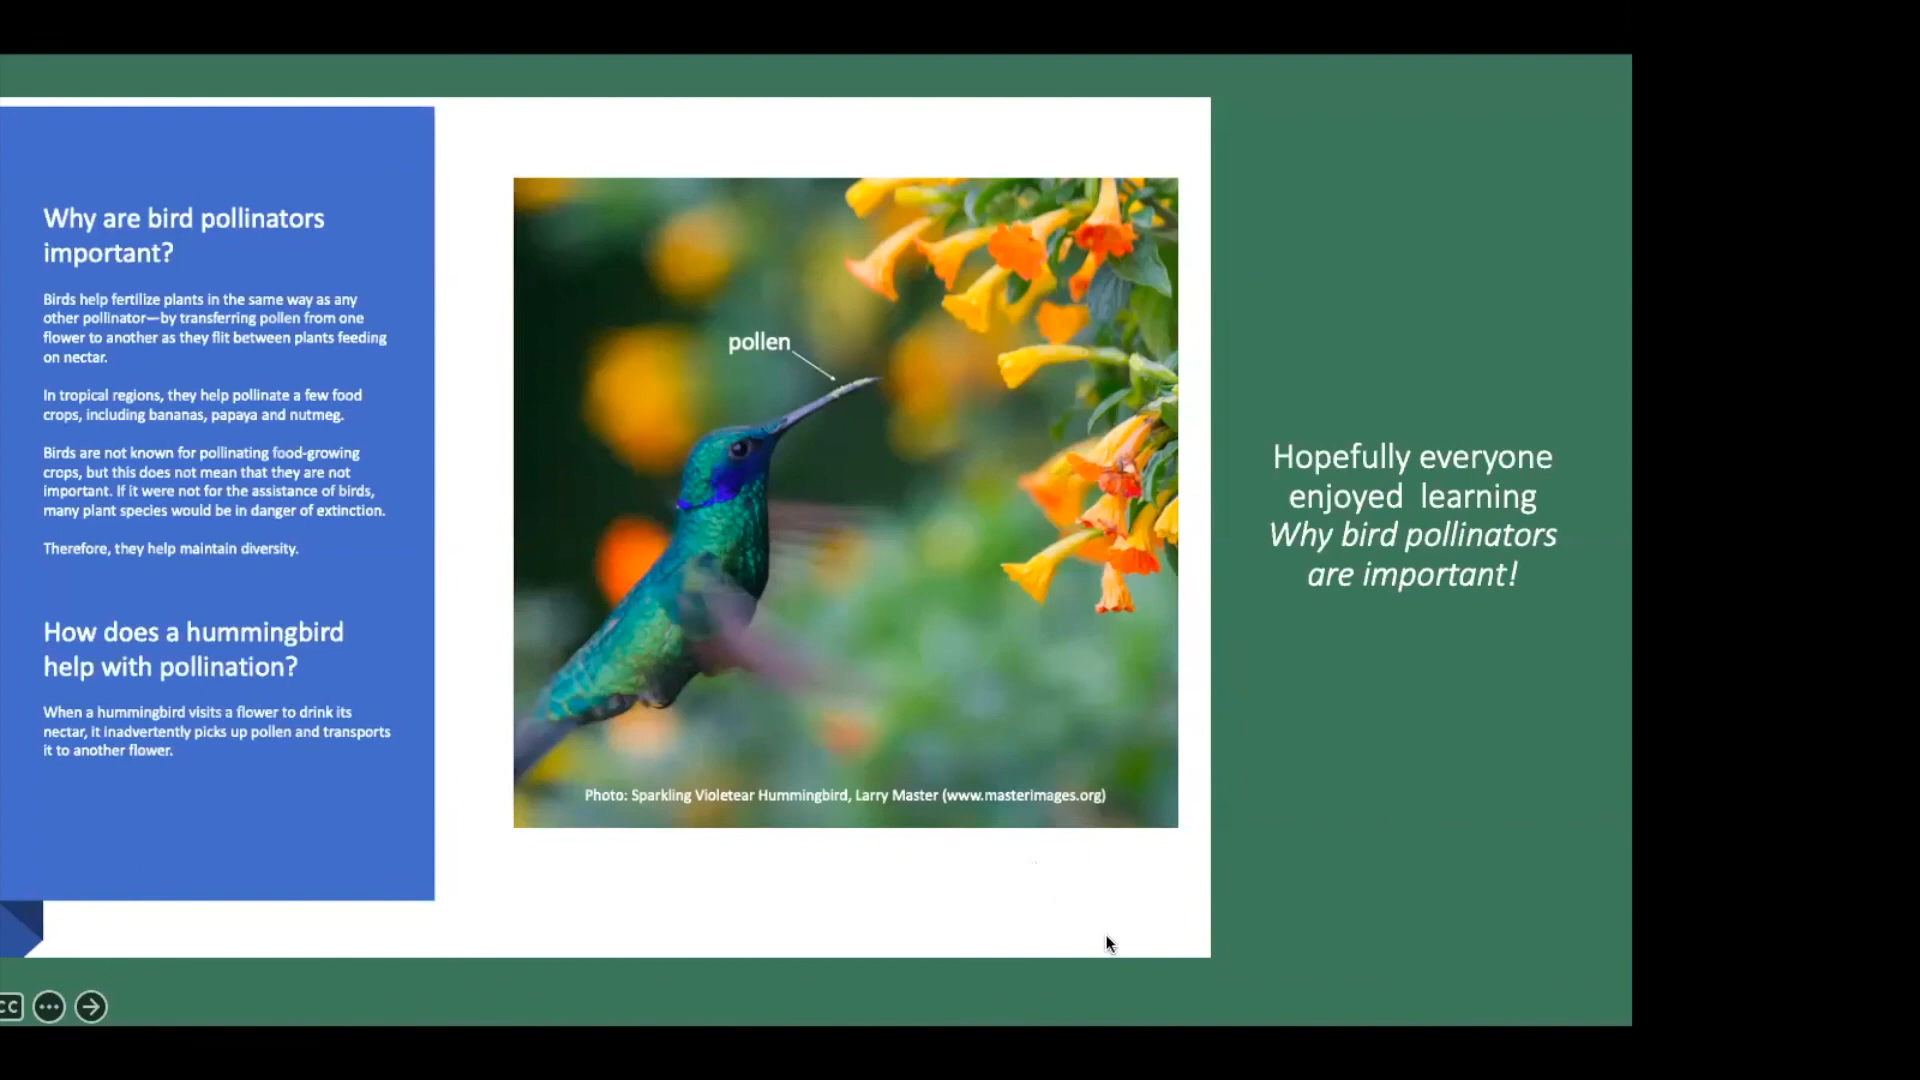 Why are bird pollinators
important?
Birds help fertilize plants in the same way as any
other pollinator—by transferring pollen from one
flower to another as they flit between plants feeding
on nectar.
In tropical regions, they help pollinate a few food
crops, including bananas, papaya and nutmeg.
Birds are not known for pollinating food-growing
crops, but this does not mean that they are not
important. If it were not for the assistance of birds,
many plant species would be in danger of extinction.
Therefore, they help maintain diversity.
How does a hummingbird
help with pollination?
When a hummingbird visits a flower to drink its
nectar, it inadvertently picks up pollen and transports
it to another flower.
pollen
Photo: Sparkling Violetear Hummingbird, Larry Master (www.masterimages.org)
Hopefully everyone
enjoyed learning
Why bird pollinators
are important!
CC